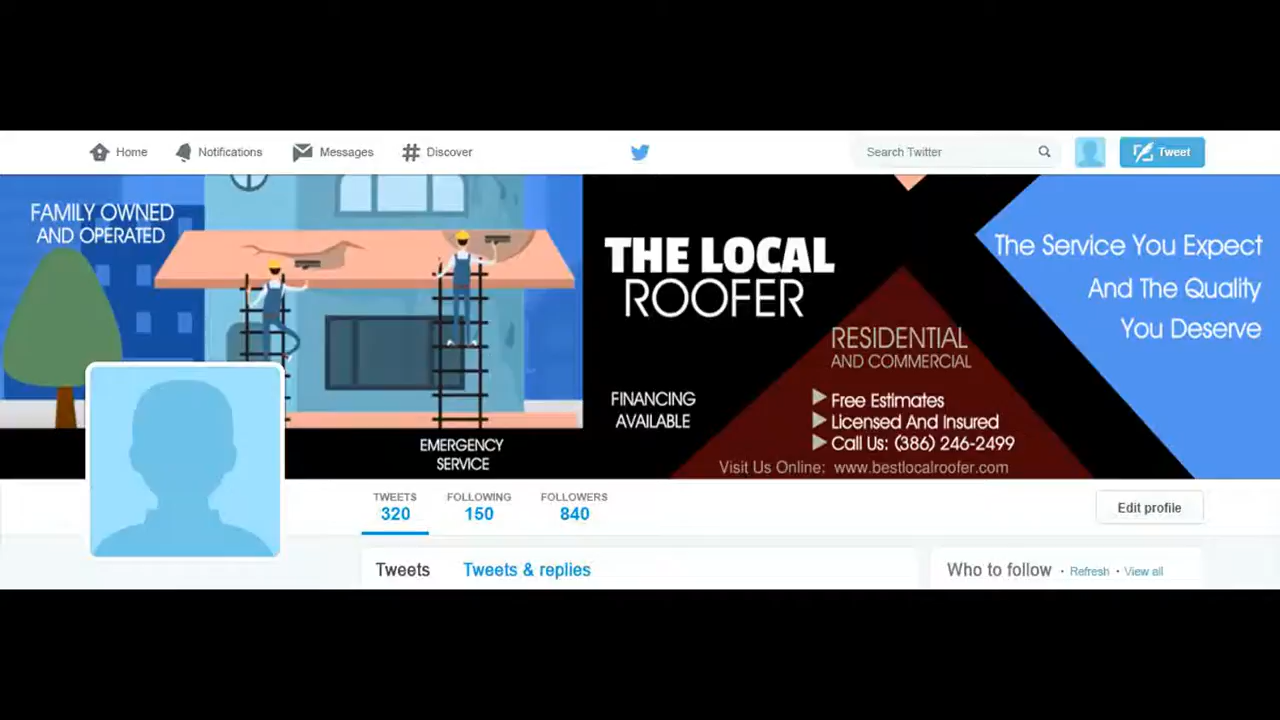 Home
Notifications
Messages
Discover
Search Twitter
Tweet
FAMILY OWNED
AND OPERATED
THE LOCAL
ROOFER
The Service You Expect
And The Quality
You Deserve
RESIDENTIAL
AND COMMERCIAL
FINANCING
AVAILABLE
Free Estimates
Licensed And Insured
Call Us: (386) 246-2499
EMERGENCY
SERVICE
Visit Us Online: www.bestlocalroofer.com
TWEETS
320
FOLLOWING
150
FOLLOWERS
840
Edit profile
Tweets
Tweets & replies
Who to follow · Refresh · View all